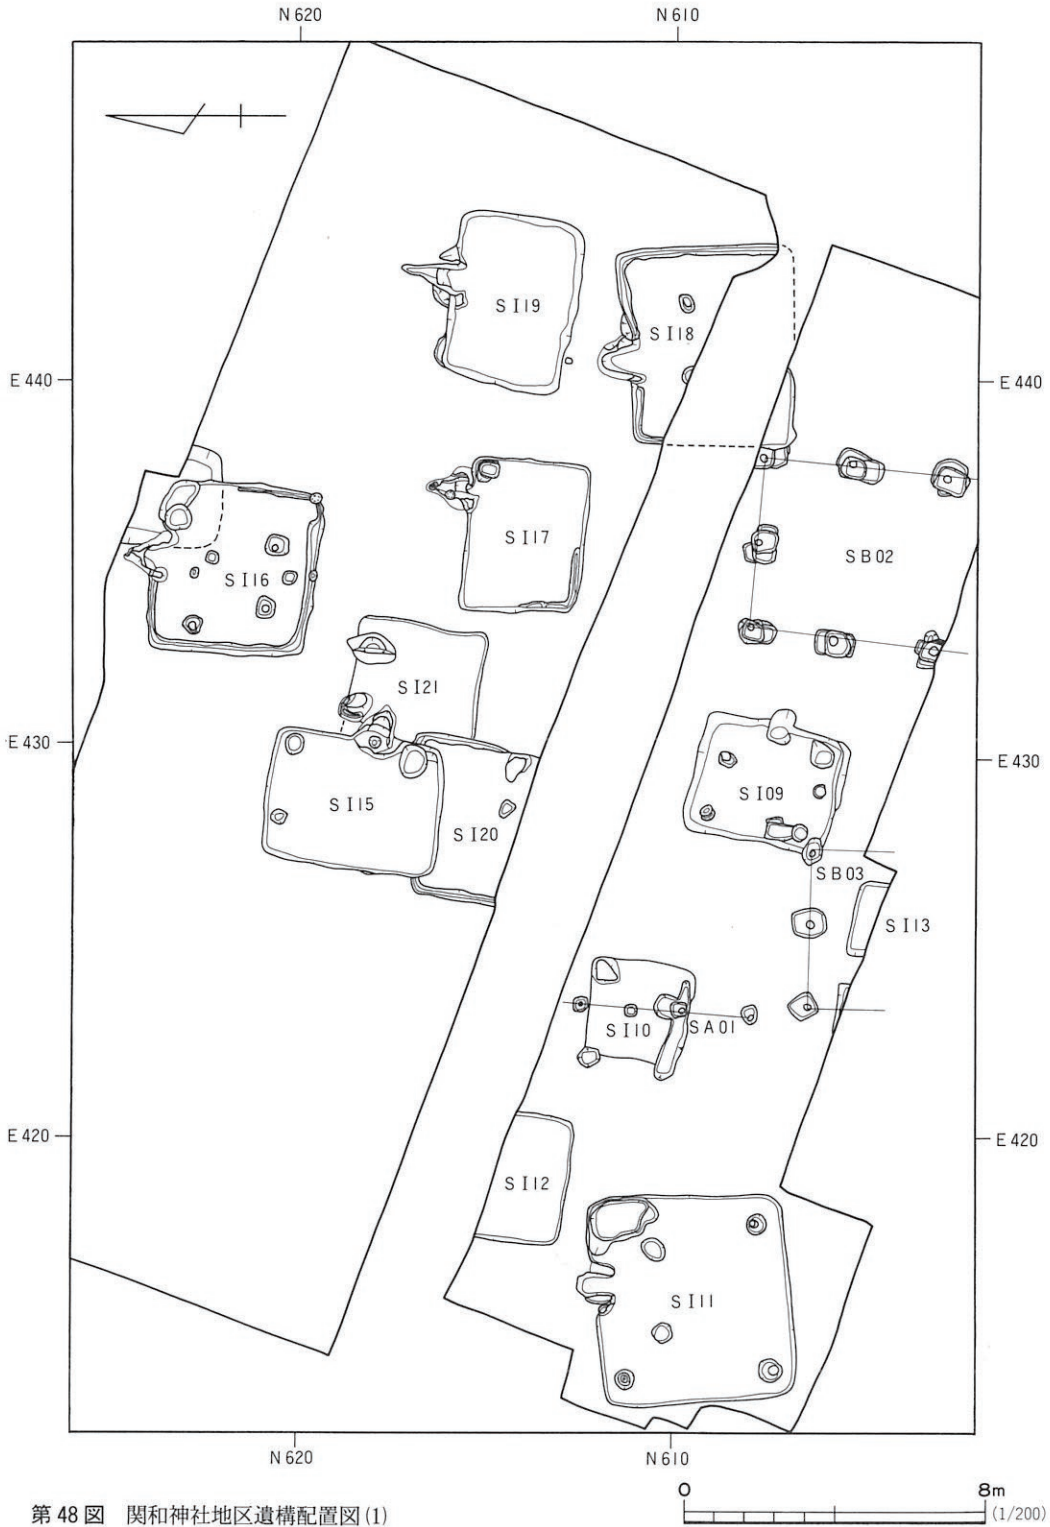 N 620 N 610
S I 19
S I 18
E 440 E 440
S I 17
S B 02
S I 16
S I 21
E 430 E 430
S I 09
S I 15
S I 20
S B 03
S I 13
S I 10 S A 01
E 420 E 420
S I 12
S I 11
N 620 N 610
0 8m
(1/200)
第 48 図 関和神社地区遺構配置図 (1)